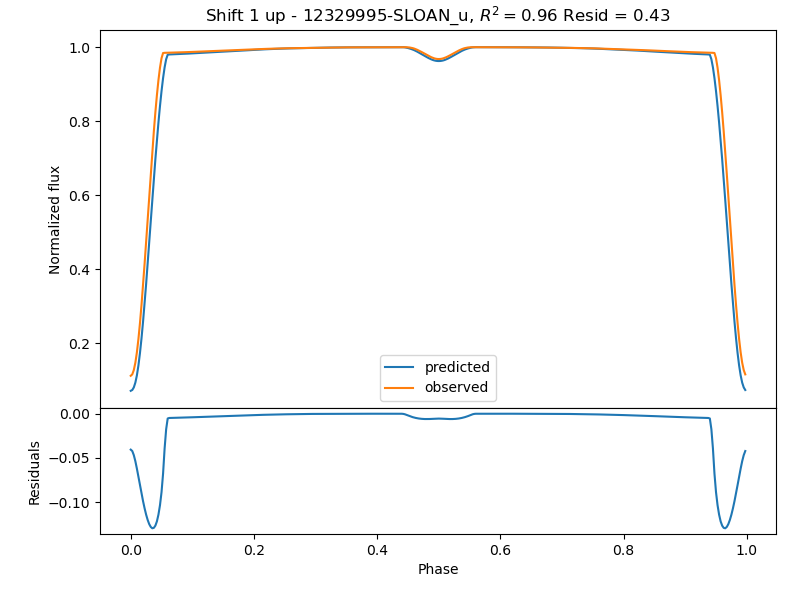 Shift 1 up - 12329995-SLOAN_u, R² = 0.96 Resid = 0.43
1.0
0.8
0.6
0.4
0.2
Normalized flux
predicted
observed
0.00
−0.05
−0.10
Residuals
0.0 0.2 0.4 0.6 0.8 1.0
Phase